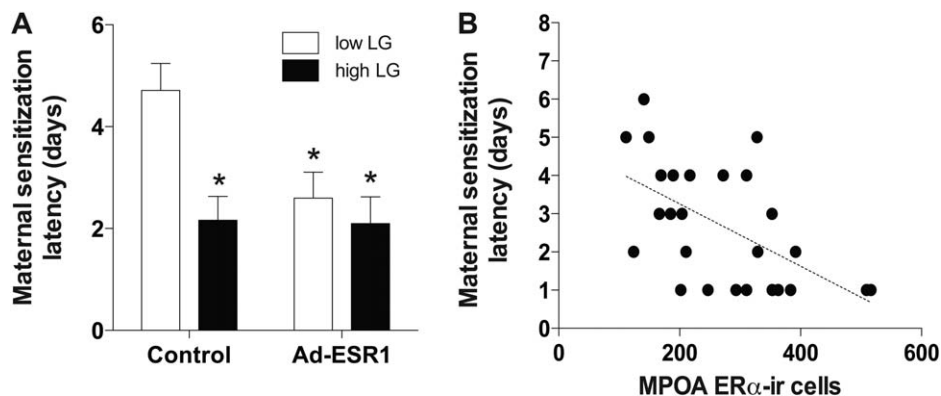 A
Maternal sensitization
latency (days)
6
4
2
0
low LG
high LG
*
*
*
Control
Ad-ESR1
B
Maternal sensitization
latency (days)
8
7
6
5
4
3
2
1
0
0
200
400
600
MPOA ERα-ir cells